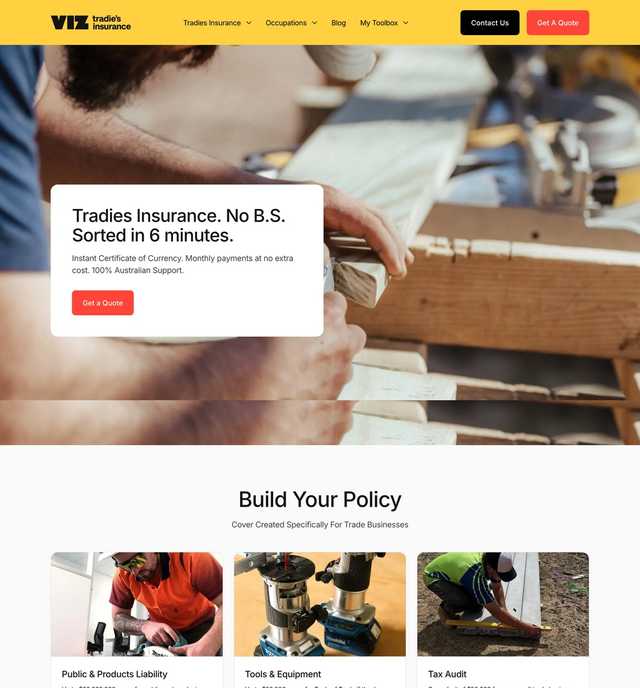 VIZ tradie's insurance
Tradies Insurance
Occupations
Blog
My Toolbox
Contact Us
Get A Quote
Tradies Insurance. No B.S.
Sorted in 6 minutes.
Instant Certificate of Currency. Monthly payments at no extra
cost. 100% Australian Support.
Get a Quote
Build Your Policy
Cover Created Specifically For Trade Businesses
Public & Products Liability
Tools & Equipment
Tax Audit